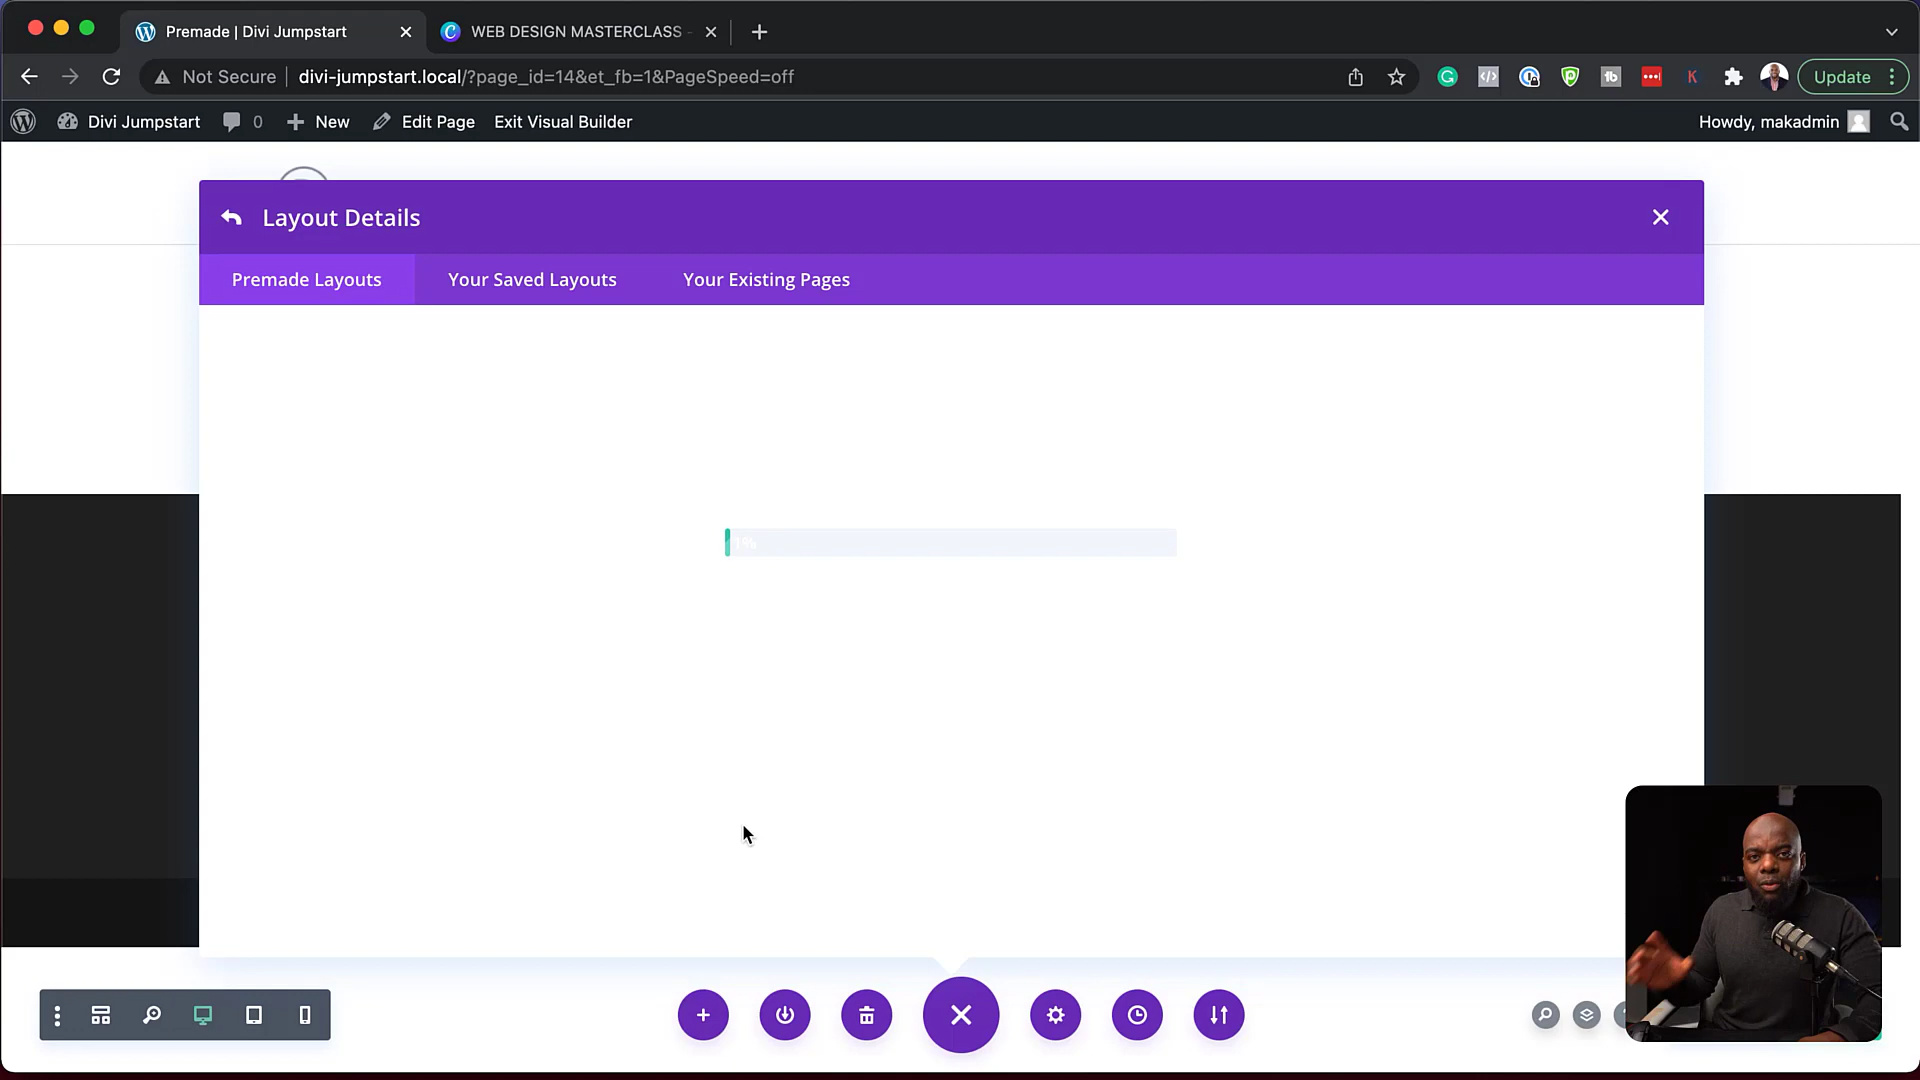 Premade | Divi Jumpstart
WEB DESIGN MASTERCLASS -
Not Secure
divi-jumpstart.local/?page_id=14&et_fb=1&PageSpeed=off
Update
Divi Jumpstart
0
New
Edit Page
Exit Visual Builder
Howdy, makadmin
Layout Details
Premade Layouts
Your Saved Layouts
Your Existing Pages
1%